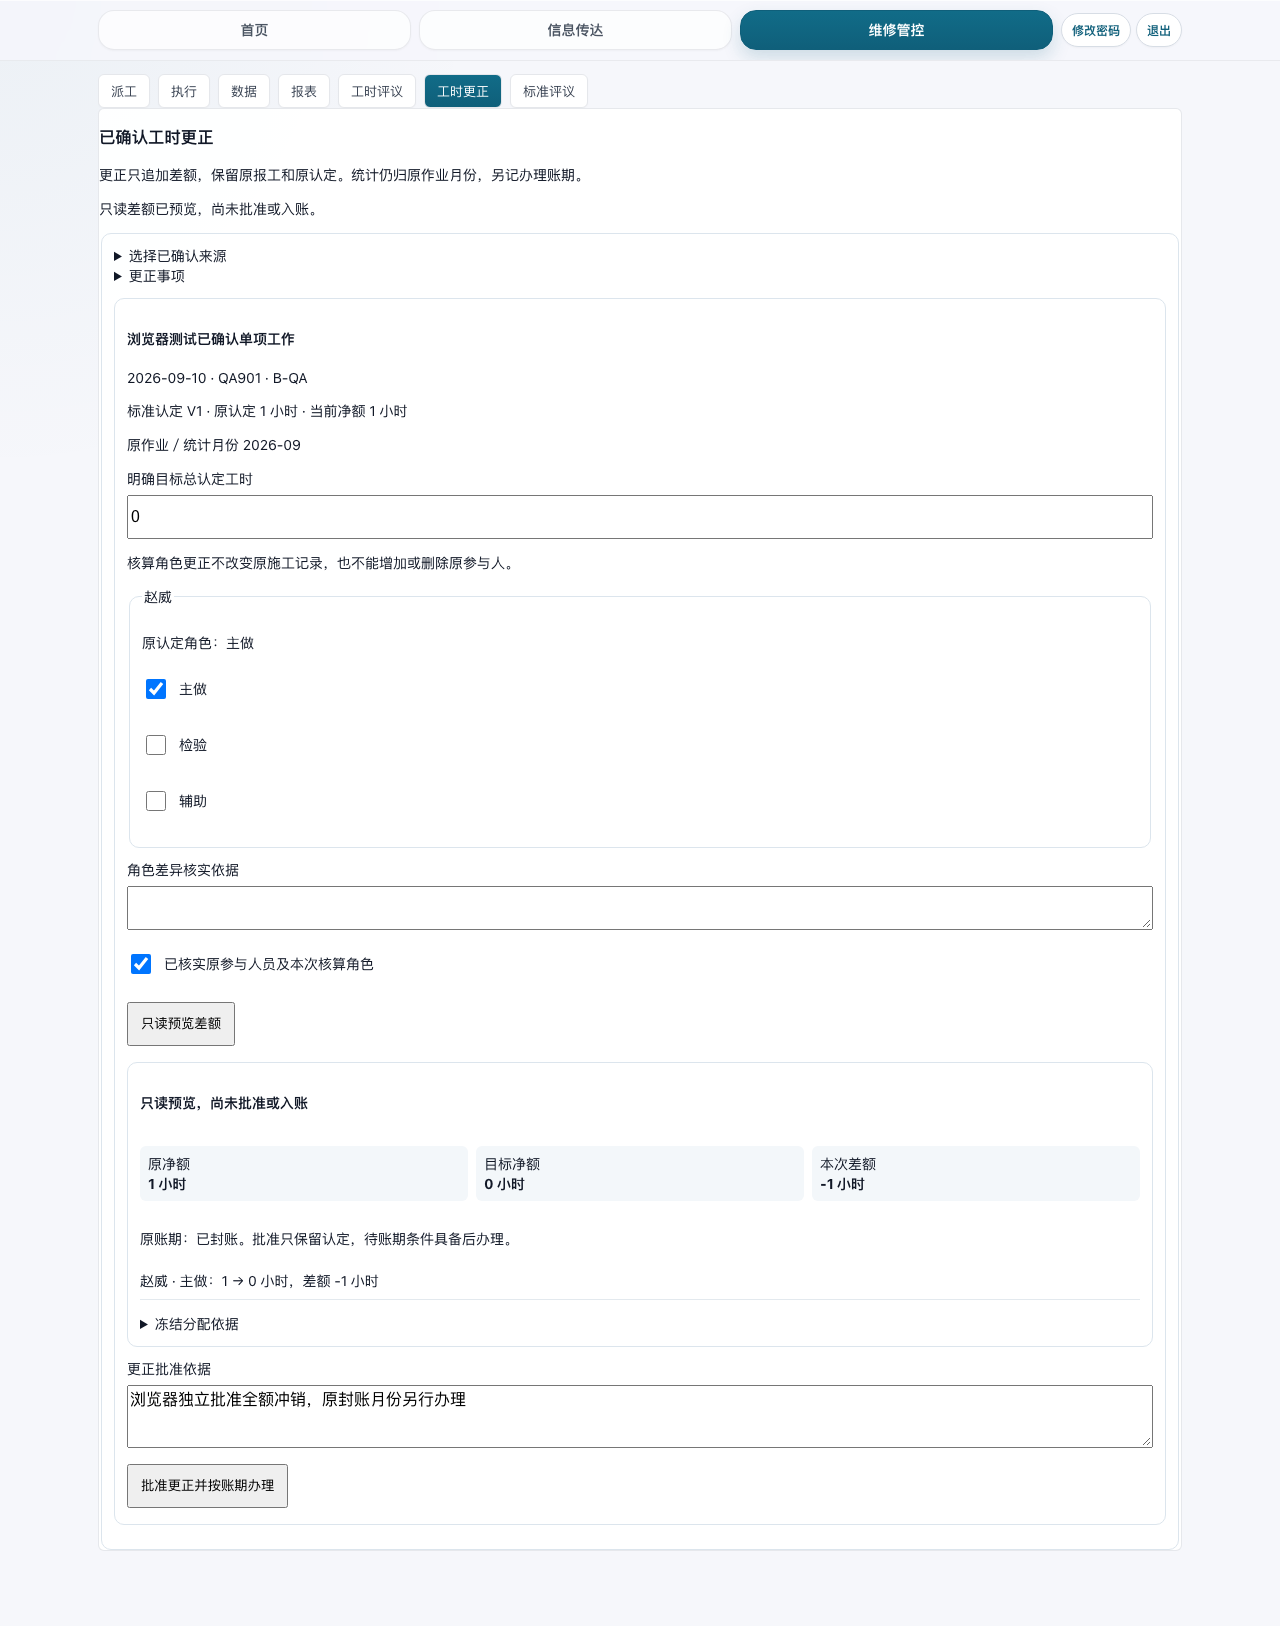 首页
信息传达
维修管控
修改密码
退出
派工
执行
数据
报表
工时评议
工时更正
标准评议
已确认工时更正
更正只追加差额，保留原报工和原认定。统计仍归原作业月份，另记办理账期。
只读差额已预览，尚未批准或入账。
选择已确认来源
更正事项
浏览器测试已确认单项工作
2026-09-10 · QA901 · B-QA
标准认定 V1 · 原认定 1 小时 · 当前净额 1 小时
原作业 / 统计月份 2026-09
明确目标总认定工时
0
核算角色更正不改变原施工记录，也不能增加或删除原参与人。
赵威
原认定角色：主做
主做
检验
辅助
角色差异核实依据
已核实原参与人员及本次核算角色
只读预览差额
只读预览，尚未批准或入账
原净额
1 小时
目标净额
0 小时
本次差额
-1 小时
原账期：已封账。批准只保留认定，待账期条件具备后办理。
赵威 · 主做：1 → 0 小时，差额 -1 小时
冻结分配依据
更正批准依据
浏览器独立批准全额冲销，原封账月份另行办理
批准更正并按账期办理